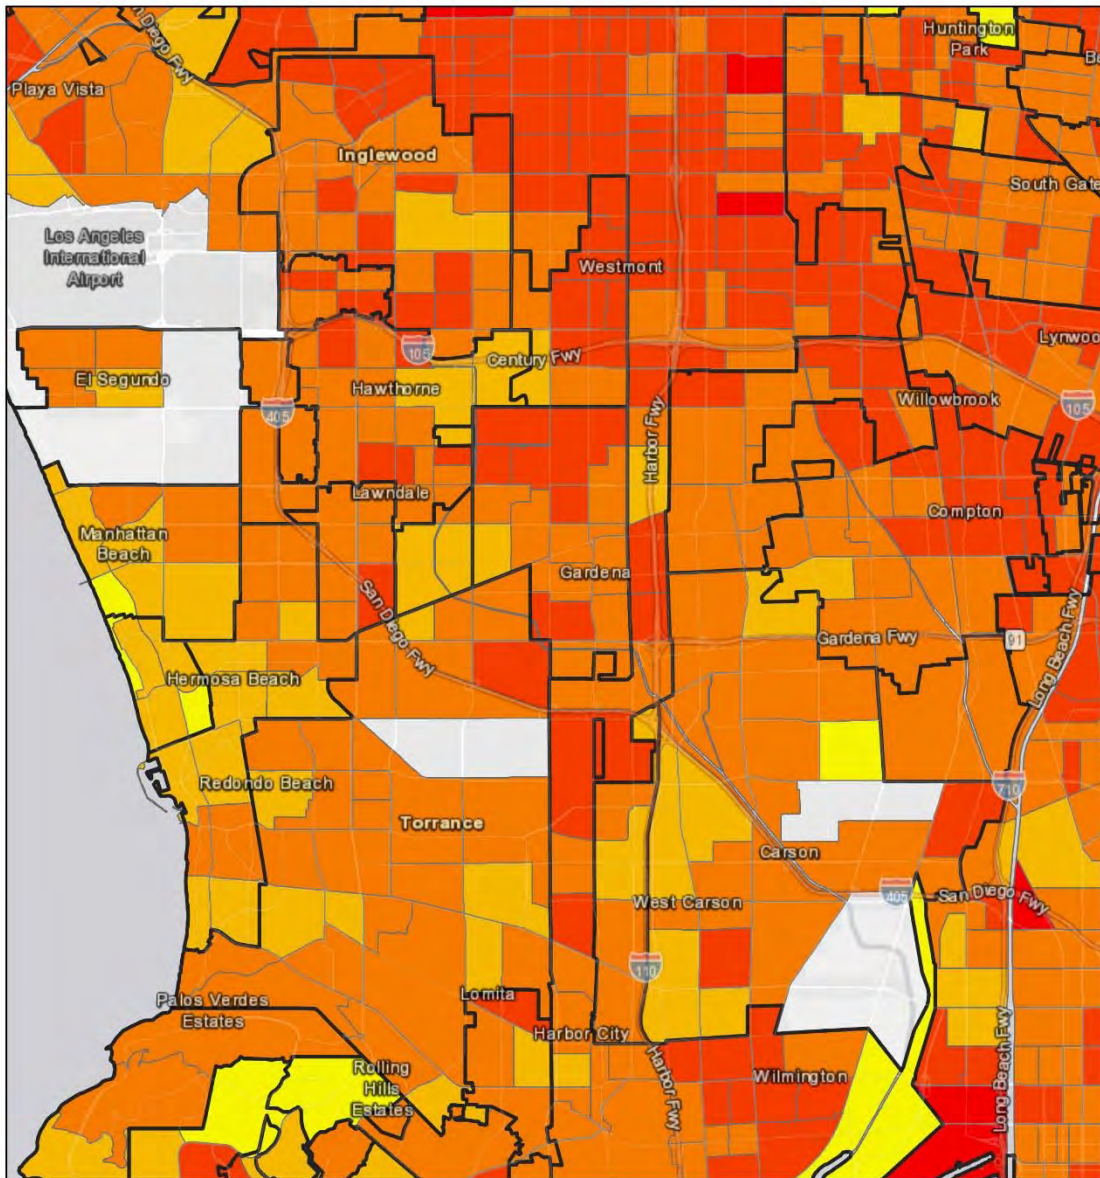 San Diego Fwy
Huntington
Park
Playa Vista
Inglewood
South Gate
Los Angeles
International
Airport
Westmont
105
Century Fwy
El Segundo
Hawthorne
405
Willowbrook
105
Harbor Fwy
Lawndale
Compton
Manhattan
Beach
Gardena
San Diego Fwy
Gardena Fwy
91
Long Beach Fwy
Hermosa Beach
Redondo Beach
710
Torrance
Carson
West Carson
405
San Diego Fwy
110
Palos Verdes
Estates
Lomita
Harbor City
Long Beach Fwy
Rolling
Hills
Estates
Harbor Fwy
Wilmington